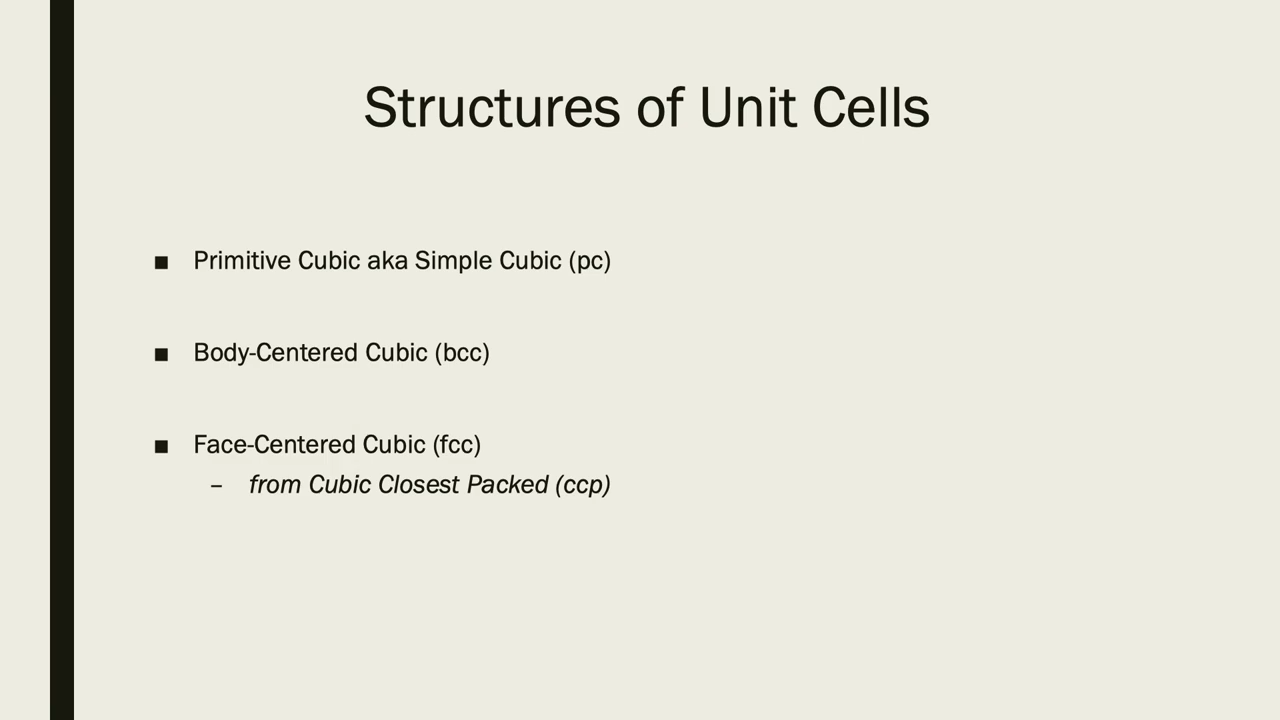 Structures of Unit Cells
■ Primitive Cubic aka Simple Cubic (pc)
■ Body-Centered Cubic (bcc)
■ Face-Centered Cubic (fcc)
– from Cubic Closest Packed (ccp)